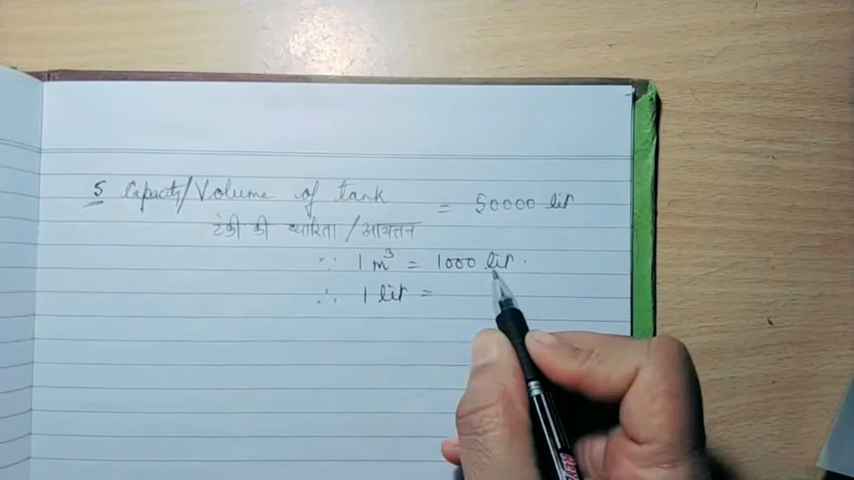 5 Capacity/Volume of tank = 50000 lit
टंकी की धारिता/आयतन
∵ 1 m³ = 1000 lit.
∴ 1 lit =